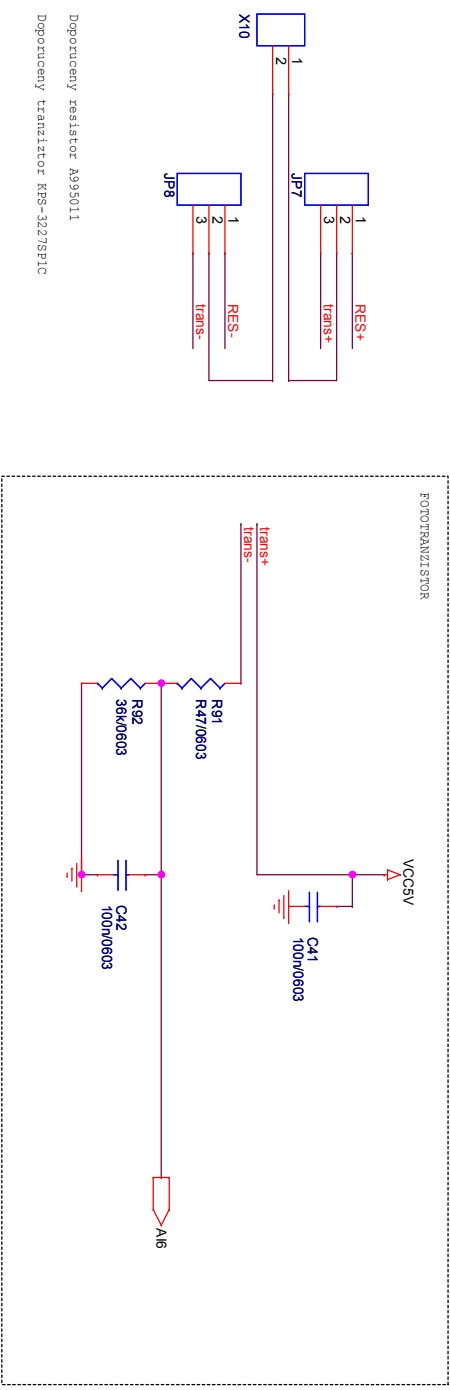 X10
1
2
JP7
1
2
3
RES+
trans+
JP8
1
2
3
RES-
trans-
Doporuceny resistor A995011
Doporuceny tranziztor KPS-3227SP1C
FOTOTRANZISTOR
trans+
trans-
VCC5V
C41
100n/0603
R91
R47/0603
R92
36k/0603
C42
100n/0603
AI6